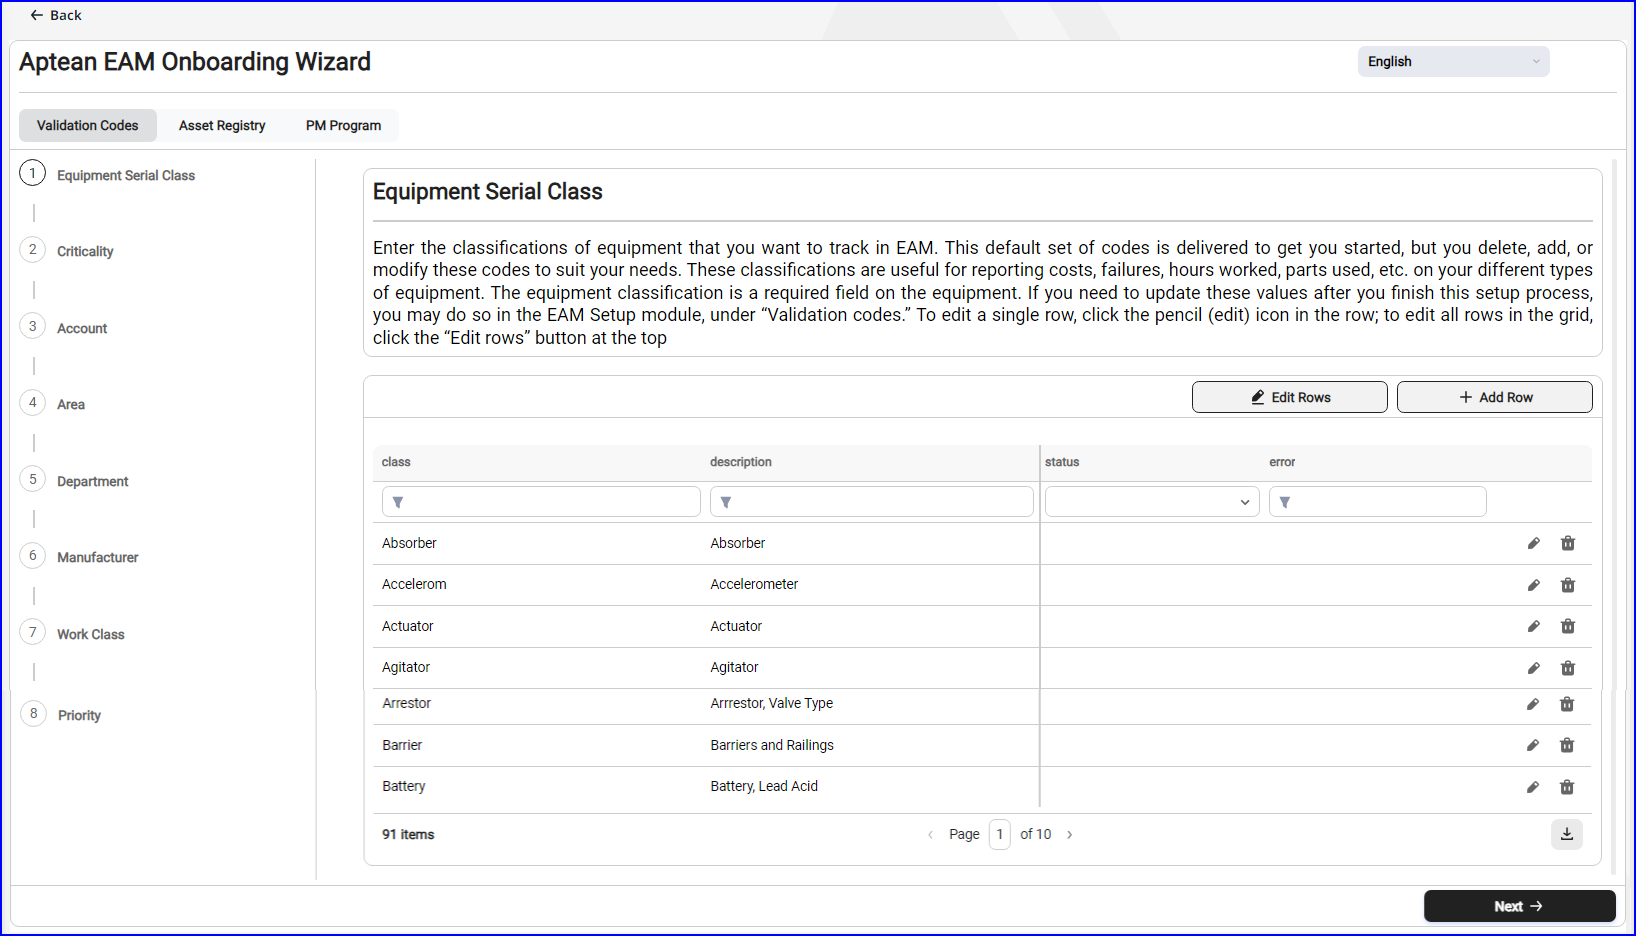 Back
Aptean EAM Onboarding Wizard
English
Validation Codes Asset Registry PM Program
1 Equipment Serial Class
2 Criticality
3 Account
4 Area
5 Department
6 Manufacturer
7 Work Class
8 Priority
Equipment Serial Class
Enter the classifications of equipment that you want to track in EAM. This default set of codes is delivered to get you started, but you delete, add, or
modify these codes to suit your needs. These classifications are useful for reporting costs, failures, hours worked, parts used, etc. on your different types
of equipment. The equipment classification is a required field on the equipment. If you need to update these values after you finish this setup process,
you may do so in the EAM Setup module, under “Validation codes.” To edit a single row, click the pencil (edit) icon in the row; to edit all rows in the grid,
click the “Edit rows” button at the top
Edit Rows Add Row
class description status error
Absorber Absorber
Accelerom Accelerometer
Actuator Actuator
Agitator Agitator
Arrestor Arrrestor, Valve Type
Barrier Barriers and Railings
Battery Battery, Lead Acid
91 items Page 1 of 10
Next